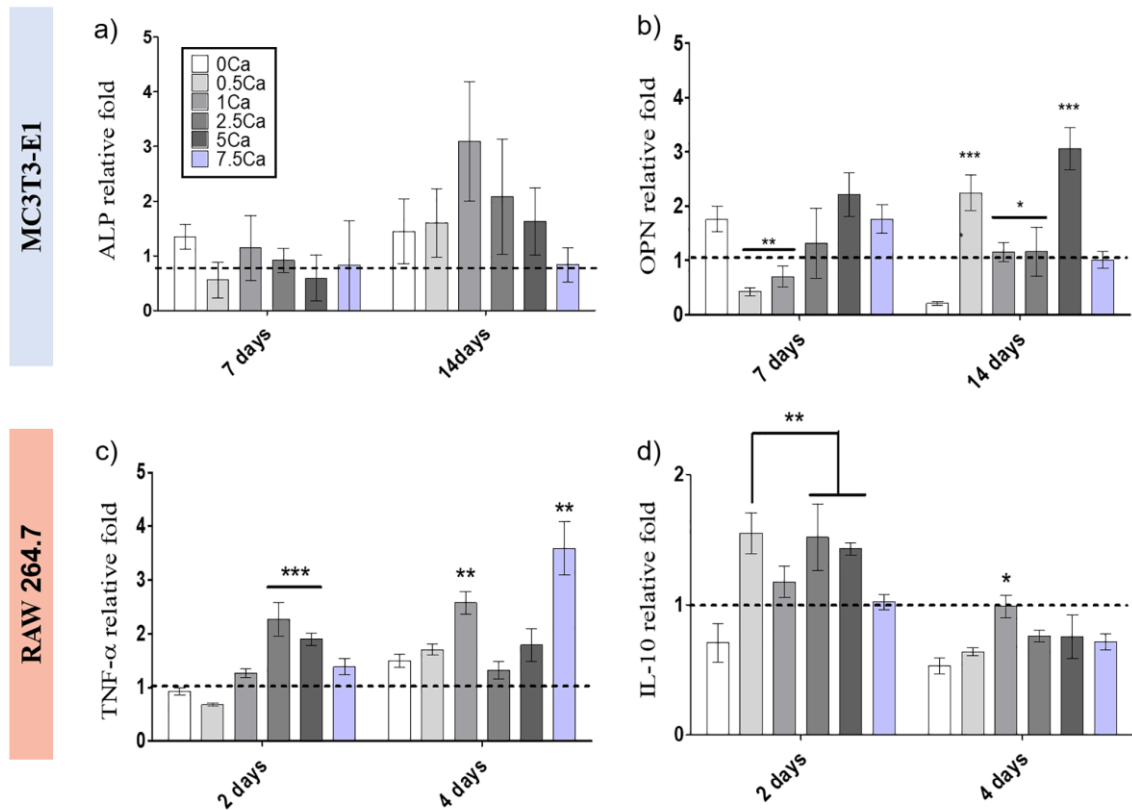 MC3T3-E1
a)
ALP relative fold
5
4
3
2
1
0
0Ca
0.5Ca
1Ca
2.5Ca
5Ca
7.5Ca
7 days
14days
b)
OPN relative fold
5
4
3
2
1
0
**
***
*
***
7 days
14 days
RAW 264.7
c)
TNF-α relative fold
5
4
3
2
1
0
***
**
**
2 days
4 days
d)
IL-10 relative fold
2
1
0
**
*
2 days
4 days